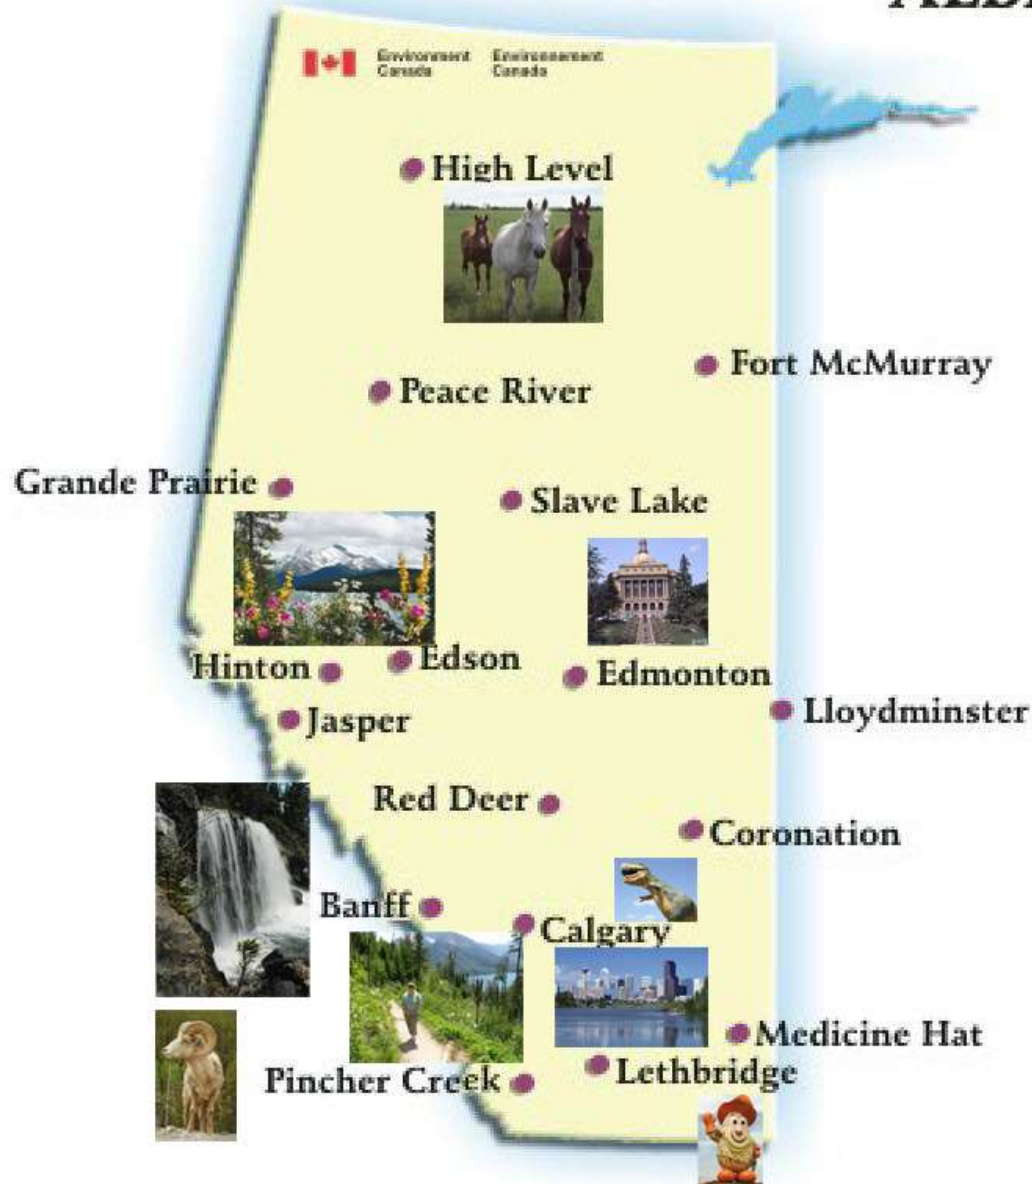 Environment Environnement
Canada Canada
High Level
Fort McMurray
Peace River
Grande Prairie
Slave Lake
Edson
Hinton
Edmonton
Lloydminster
Jasper
Red Deer
Coronation
Banff
Calgary
Medicine Hat
Lethbridge
Pincher Creek